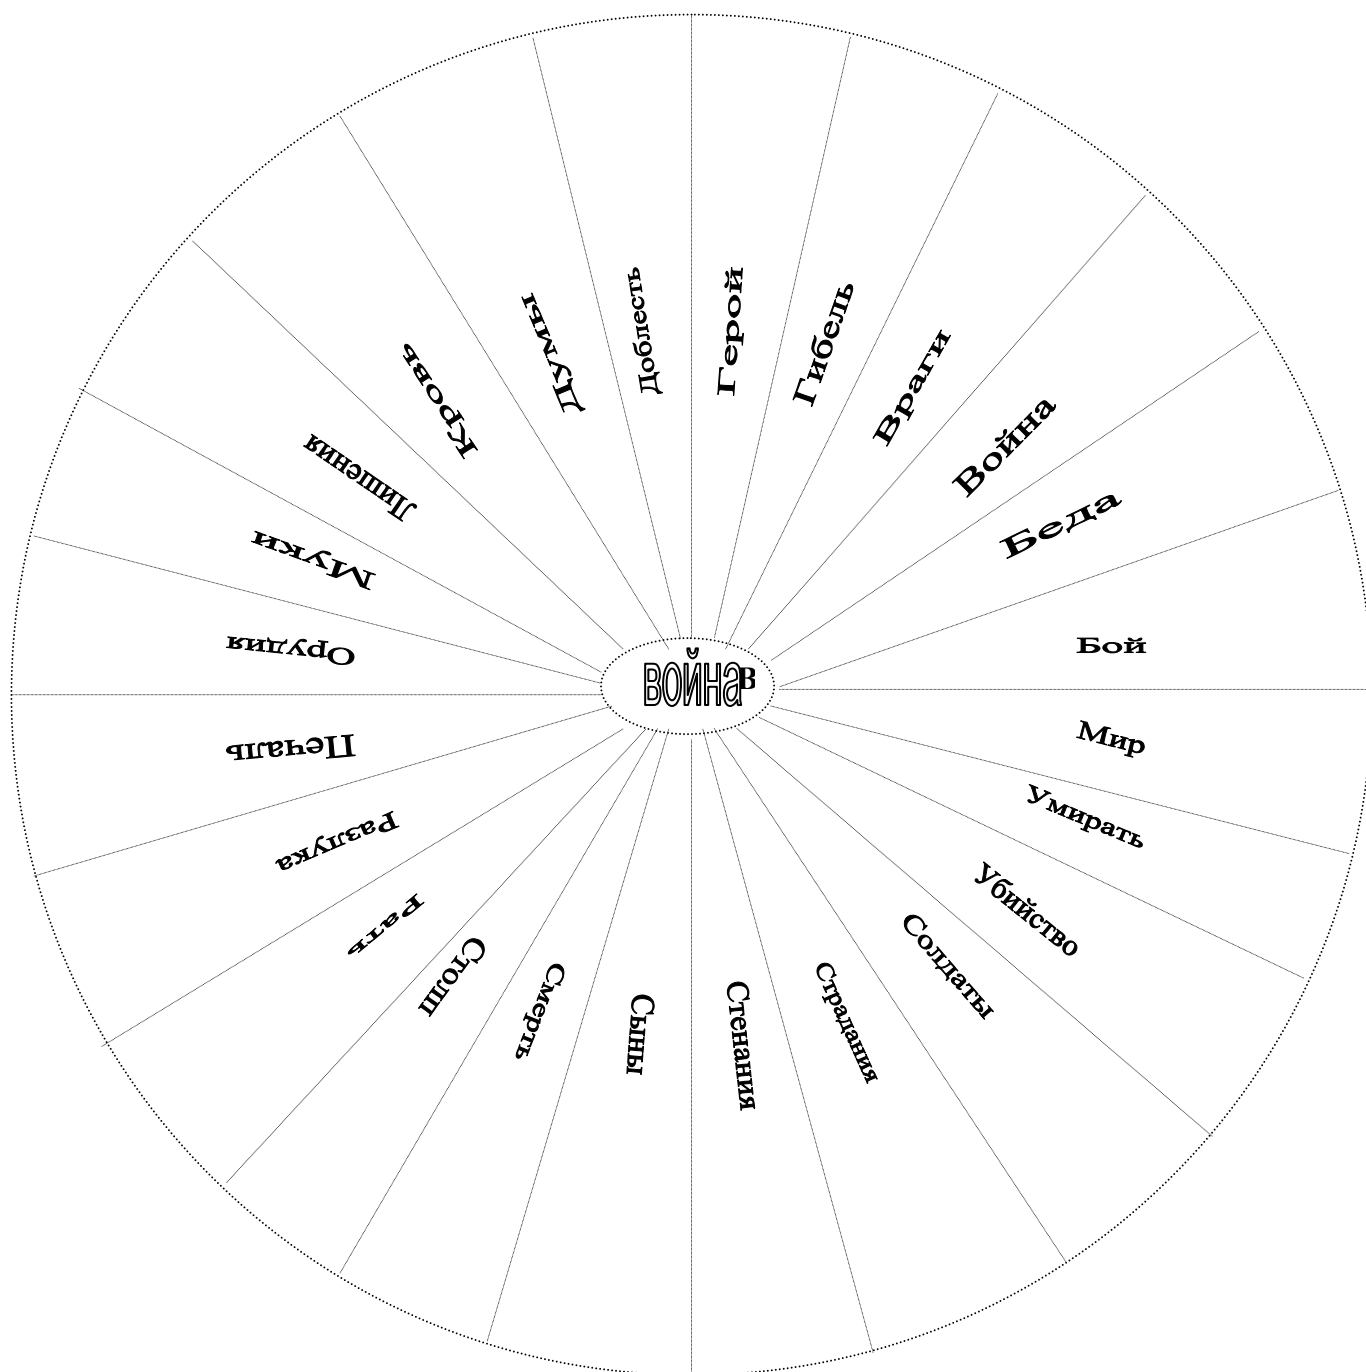 Герой
Гибель
Враги
Война
Беда
Бой
Мир
Умирать
Убийство
Солдаты
Страдания
Стенания
Сыны
Смерть
Столп
Рать
Разлука
Печаль
Орудия
Муки
Лишения
Кровь
Думы
Доблесть
война
В